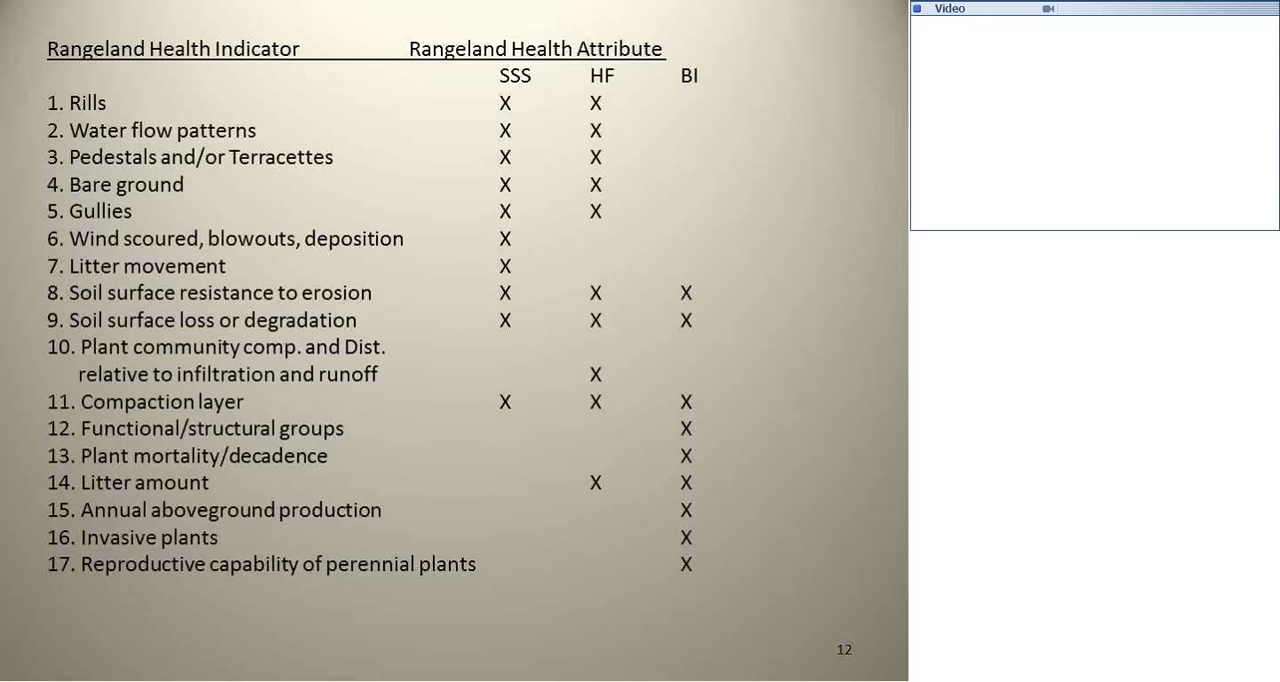 Rangeland Health Indicator Rangeland Health Attribute
SSS HF BI
1. Rills X X
2. Water flow patterns X X
3. Pedestals and/or Terracettes X X
4. Bare ground X X
5. Gullies X X
6. Wind scoured, blowouts, deposition X
7. Litter movement X
8. Soil surface resistance to erosion X X X
9. Soil surface loss or degradation X X X
10. Plant community comp. and Dist.
relative to infiltration and runoff X
11. Compaction layer X X X
12. Functional/structural groups X
13. Plant mortality/decadence X
14. Litter amount X X
15. Annual aboveground production X
16. Invasive plants X
17. Reproductive capability of perennial plants X
12
Video